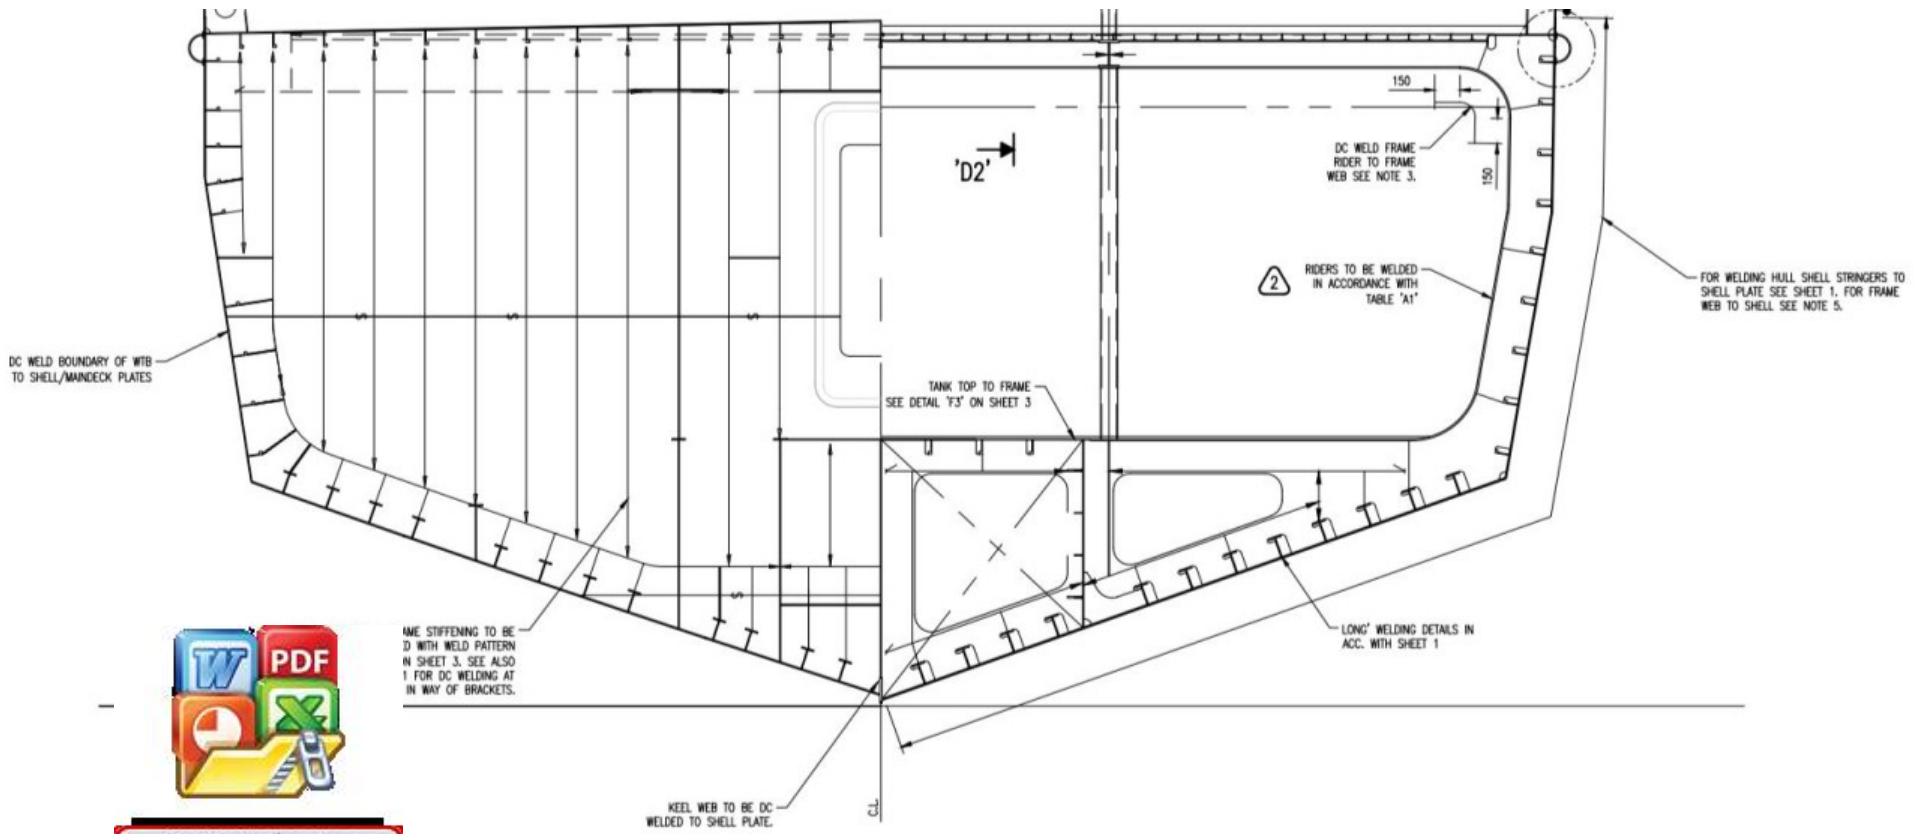 150
DC WELD FRAME
RIDER TO FRAME
WEB SEE NOTE 3.
150
'D2'
2
RIDERS TO BE WELDED
IN ACCORDANCE WITH
TABLE 'A1'
FOR WELDING HULL SHELL STRINGERS TO
SHELL PLATE SEE SHEET 1. FOR FRAME
WEB TO SHELL SEE NOTE 5.
S S S
DC WELD BOUNDARY OF WTB
TO SHELL/MAINDECK PLATES
TANK TOP TO FRAME
SEE DETAIL 'F3' ON SHEET 3
S
STIFFENING TO BE
WITH WELD PATTERN
SHEET 3. SEE ALSO
FOR DC WELDING AT
IN WAY OF BRACKETS.
W PDF
X
LONG' WELDING DETAILS IN
ACC. WITH SHEET 1
KEEL WEB TO BE DC
WELDED TO SHELL PLATE.
C.L